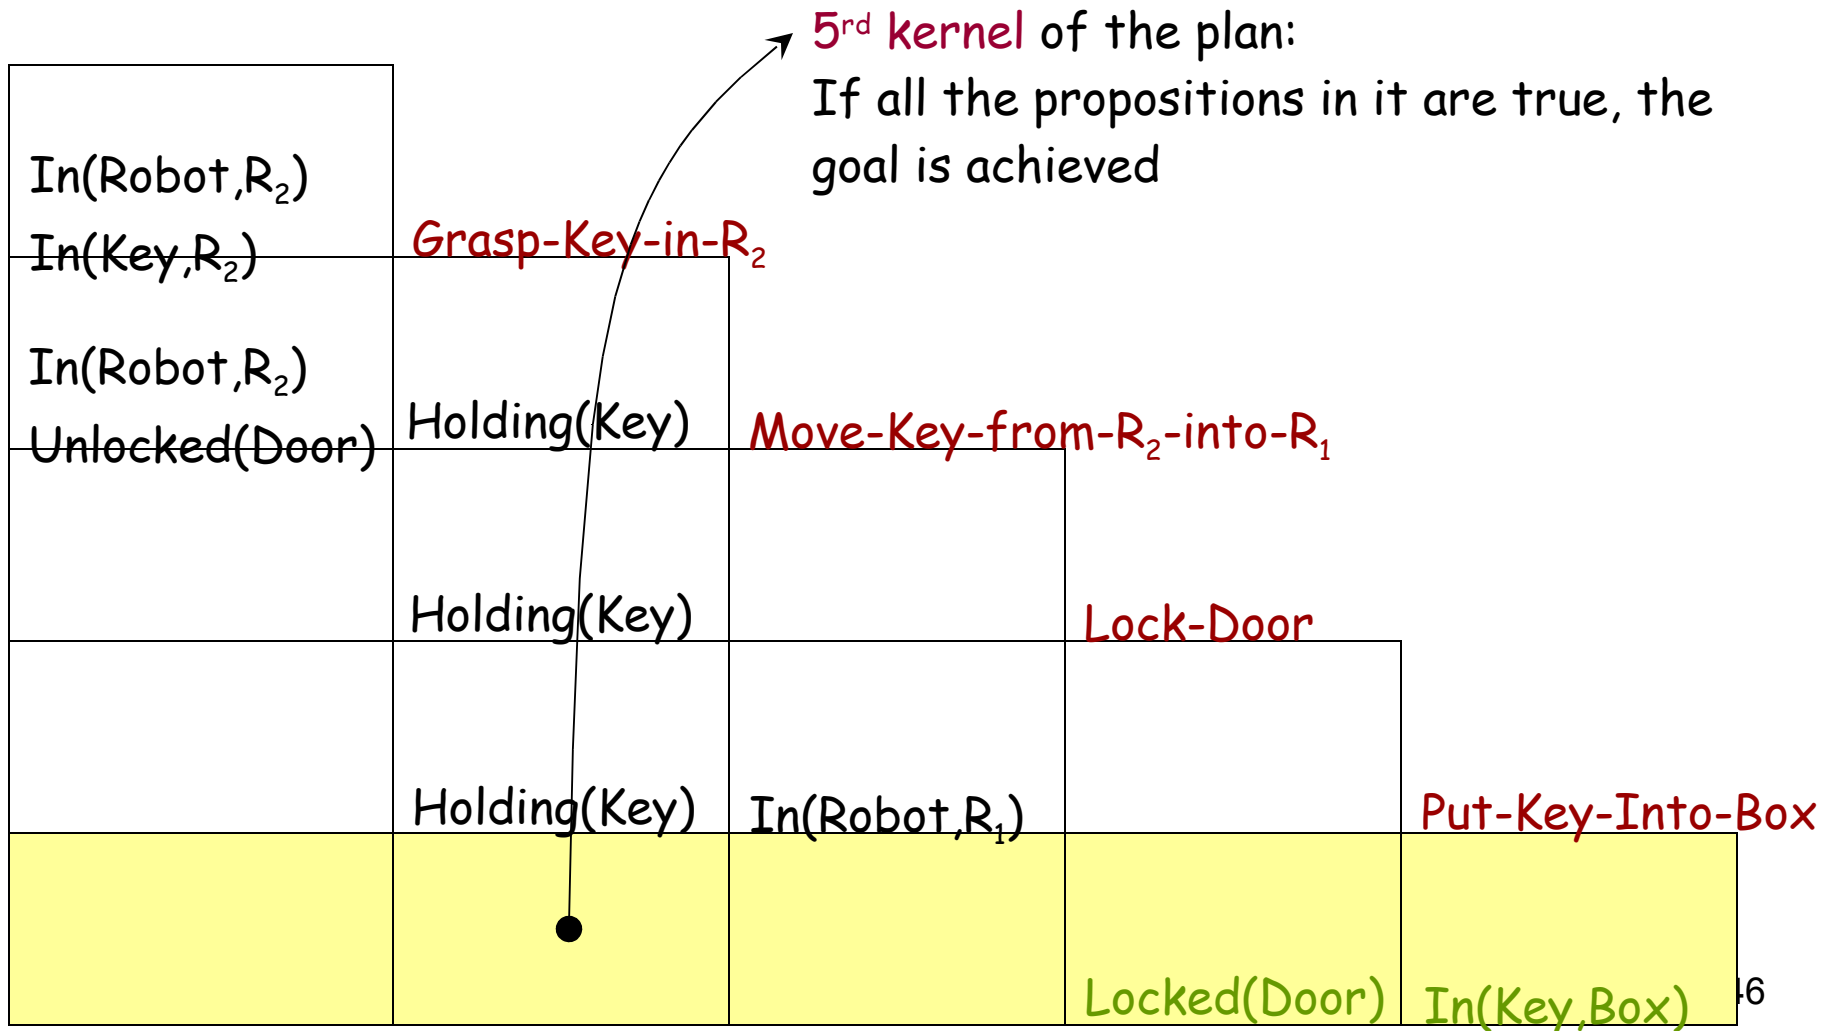 5rd kernel of the plan:
If all the propositions in it are true, the
goal is achieved
In(Robot,R2)
In(Key,R2)
Grasp-Key-in-R2
In(Robot,R2)
Unlocked(Door)
Holding(Key)
Move-Key-from-R2-into-R1
Holding(Key)
Lock-Door
Holding(Key)
In(Robot,R1)
Put-Key-Into-Box
Locked(Door)
In(Key,Box)
46